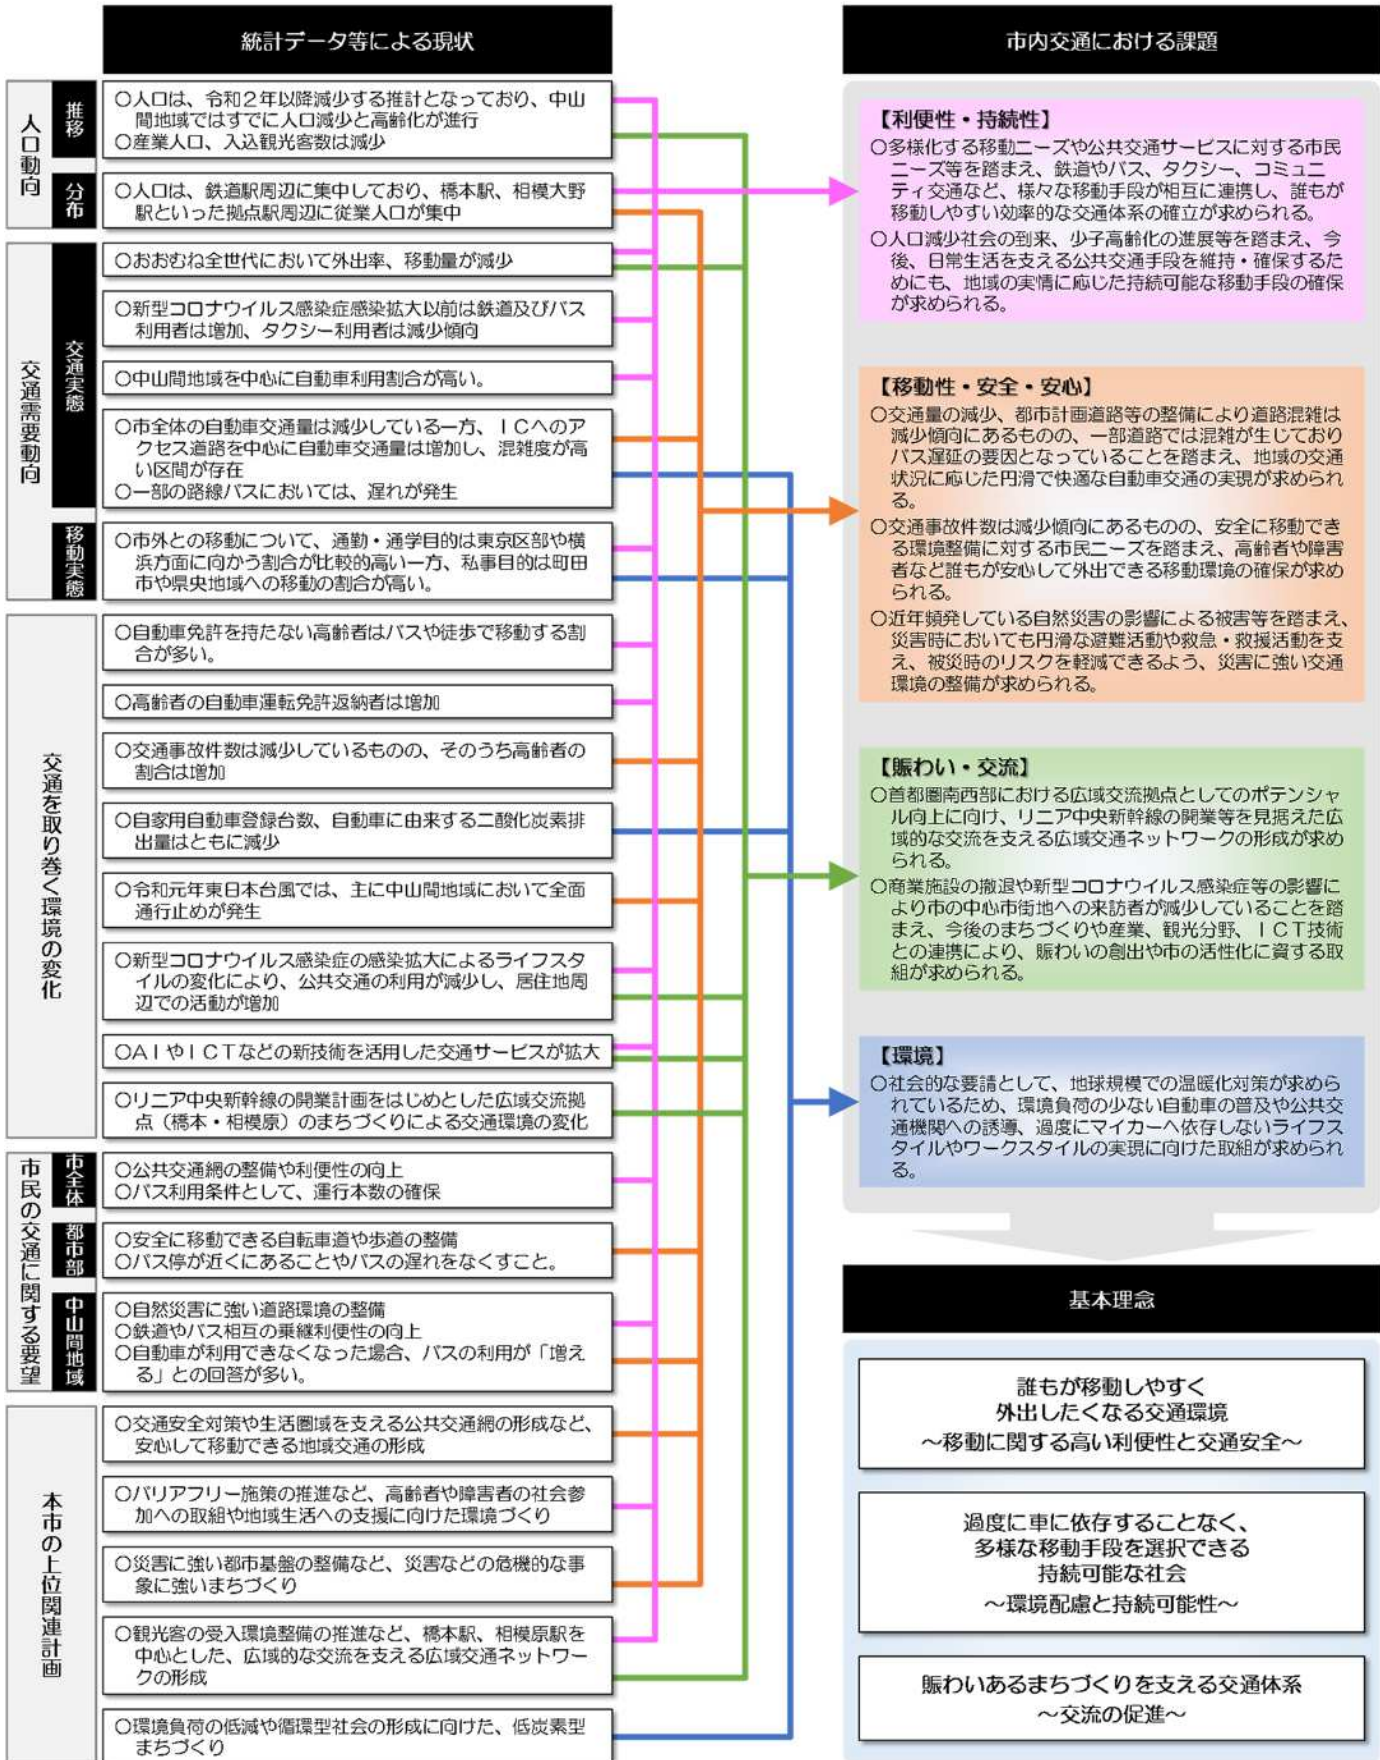 統計データ等による現状
人口動向
推移
○人口は、令和２年以降減少する推計となっており、中山
間地域ではすでに人口減少と高齢化が進行
○産業人口、入込観光客数は減少
分布
○人口は、鉄道駅周辺に集中しており、橋本駅、相模大野
駅といった拠点駅周辺に従業人口が集中
交通需要動向
交通実態
○おおむね全世代において外出率、移動量が減少
○新型コロナウイルス感染症感染拡大以前は鉄道及びバス
利用者は増加、タクシー利用者は減少傾向
○中山間地域を中心に自動車利用割合が高い。
○市全体の自動車交通量は減少している一方、ＩＣへのア
クセス道路を中心に自動車交通量は増加し、混雑度が高
い区間が存在
○一部の路線バスにおいては、遅れが発生
移動実態
○市外との移動について、通勤・通学目的は東京区部や横
浜方面に向かう割合が比較的高い一方、私事目的は町田
市や県央地域への移動の割合が高い。
交通を取り巻く環境の変化
○自動車免許を持たない高齢者はバスや徒歩で移動する割
合が多い。
○高齢者の自動車運転免許返納者は増加
○交通事故件数は減少しているものの、そのうち高齢者の
割合は増加
○自家用自動車登録台数、自動車に由来する二酸化炭素排
出量はともに減少
○令和元年東日本台風では、主に中山間地域において全面
通行止めが発生
○新型コロナウイルス感染症の感染拡大によるライフスタ
イルの変化により、公共交通の利用が減少し、居住地周
辺での活動が増加
○ＡＩやＩＣＴなどの新技術を活用した交通サービスが拡大
○リニア中央新幹線の開業計画をはじめとした広域交流拠
点（橋本・相模原）のまちづくりによる交通環境の変化
市民の交通に関する要望
市全体
○公共交通網の整備や利便性の向上
○バス利用条件として、運行本数の確保
都市部
○安全に移動できる自転車道や歩道の整備
○バス停が近くにあることやバスの遅れをなくすこと。
中山間地域
○自然災害に強い道路環境の整備
○鉄道やバス相互の乗継利便性の向上
○自動車が利用できなくなった場合、バスの利用が「増え
る」との回答が多い。
本市の上位関連計画
○交通安全対策や生活圏域を支える公共交通網の形成など、
安心して移動できる地域交通の形成
○バリアフリー施策の推進など、高齢者や障害者の社会参
加への取組や地域生活への支援に向けた環境づくり
○災害に強い都市基盤の整備など、災害などの危機的な事
象に強いまちづくり
○観光客の受入環境整備の推進など、橋本駅、相模原駅を
中心とした、広域的な交流を支える広域交通ネットワー
クの形成
○環境負荷の低減や循環型社会の形成に向けた、低炭素型
まちづくり
市内交通における課題
【利便性・持続性】
○多様化する移動ニーズや公共交通サービスに対する市民
ニーズ等を踏まえ、鉄道やバス、タクシー、コミュニ
ティ交通など、様々な移動手段が相互に連携し、誰もが
移動しやすい効率的な交通体系の確立が求められる。
○人口減少社会の到来、少子高齢化の進展等を踏まえ、今
後、日常生活を支える公共交通手段を維持・確保するた
めにも、地域の実情に応じた持続可能な移動手段の確保
が求められる。
【移動性・安全・安心】
○交通量の減少、都市計画道路等の整備により道路混雑は
減少傾向にあるものの、一部道路では混雑が生じており
バス遅延の要因となっていることを踏まえ、地域の交通
状況に応じた円滑で快適な自動車交通の実現が求められ
る。
○交通事故件数は減少傾向にあるものの、安全に移動でき
る環境整備に対する市民ニーズを踏まえ、高齢者や障害
者など誰もが安心して外出できる移動環境の確保が求め
られる。
○近年頻発している自然災害の影響による被害等を踏まえ、
災害時においても円滑な避難活動や救急・救援活動を支
え、被災時のリスクを軽減できるよう、災害に強い交通
環境の整備が求められる。
【賑わい・交流】
○首都圏南西部における広域交流拠点としてのポテンシャ
ル向上に向け、リニア中央新幹線の開業等を見据えた広
域的な交流を支える広域交通ネットワークの形成が求め
られる。
○商業施設の撤退や新型コロナウイルス感染症等の影響に
より市の中心市街地への来訪者が減少していることを踏
まえ、今後のまちづくりや産業、観光分野、ＩＣＴ技術
との連携により、賑わいの創出や市の活性化に資する取
組が求められる。
【環境】
○社会的な要請として、地球規模での温暖化対策が求めら
れているため、環境負荷の少ない自動車の普及や公共交
通機関への誘導、過度にマイカーへ依存しないライフス
タイルやワークスタイルの実現に向けた取組が求められ
る。
基本理念
誰もが移動しやすく
外出したくなる交通環境
～移動に関する高い利便性と交通安全～
過度に車に依存することなく、
多様な移動手段を選択できる
持続可能な社会
～環境配慮と持続可能性～
賑わいあるまちづくりを支える交通体系
～交流の促進～